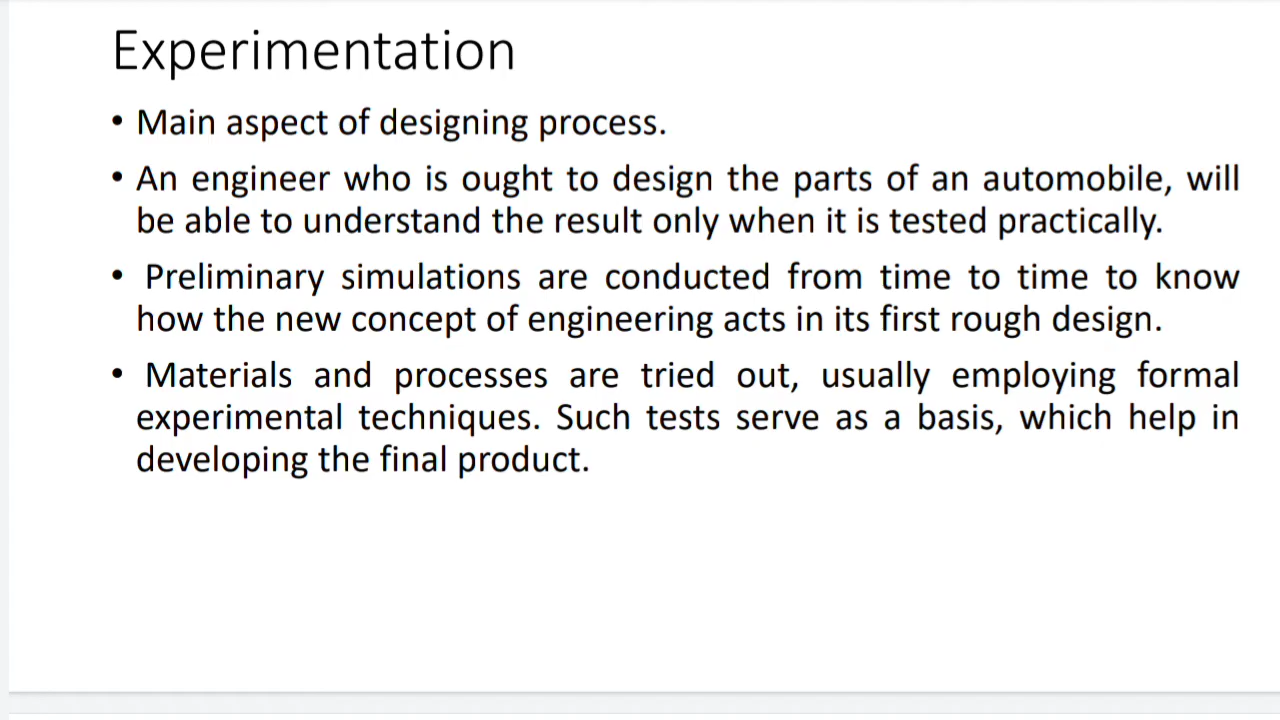 Experimentation
• Main aspect of designing process.
• An engineer who is ought to design the parts of an automobile, will
be able to understand the result only when it is tested practically.
• Preliminary simulations are conducted from time to time to know
how the new concept of engineering acts in its first rough design.
• Materials and processes are tried out, usually employing formal
experimental techniques. Such tests serve as a basis, which help in
developing the final product.